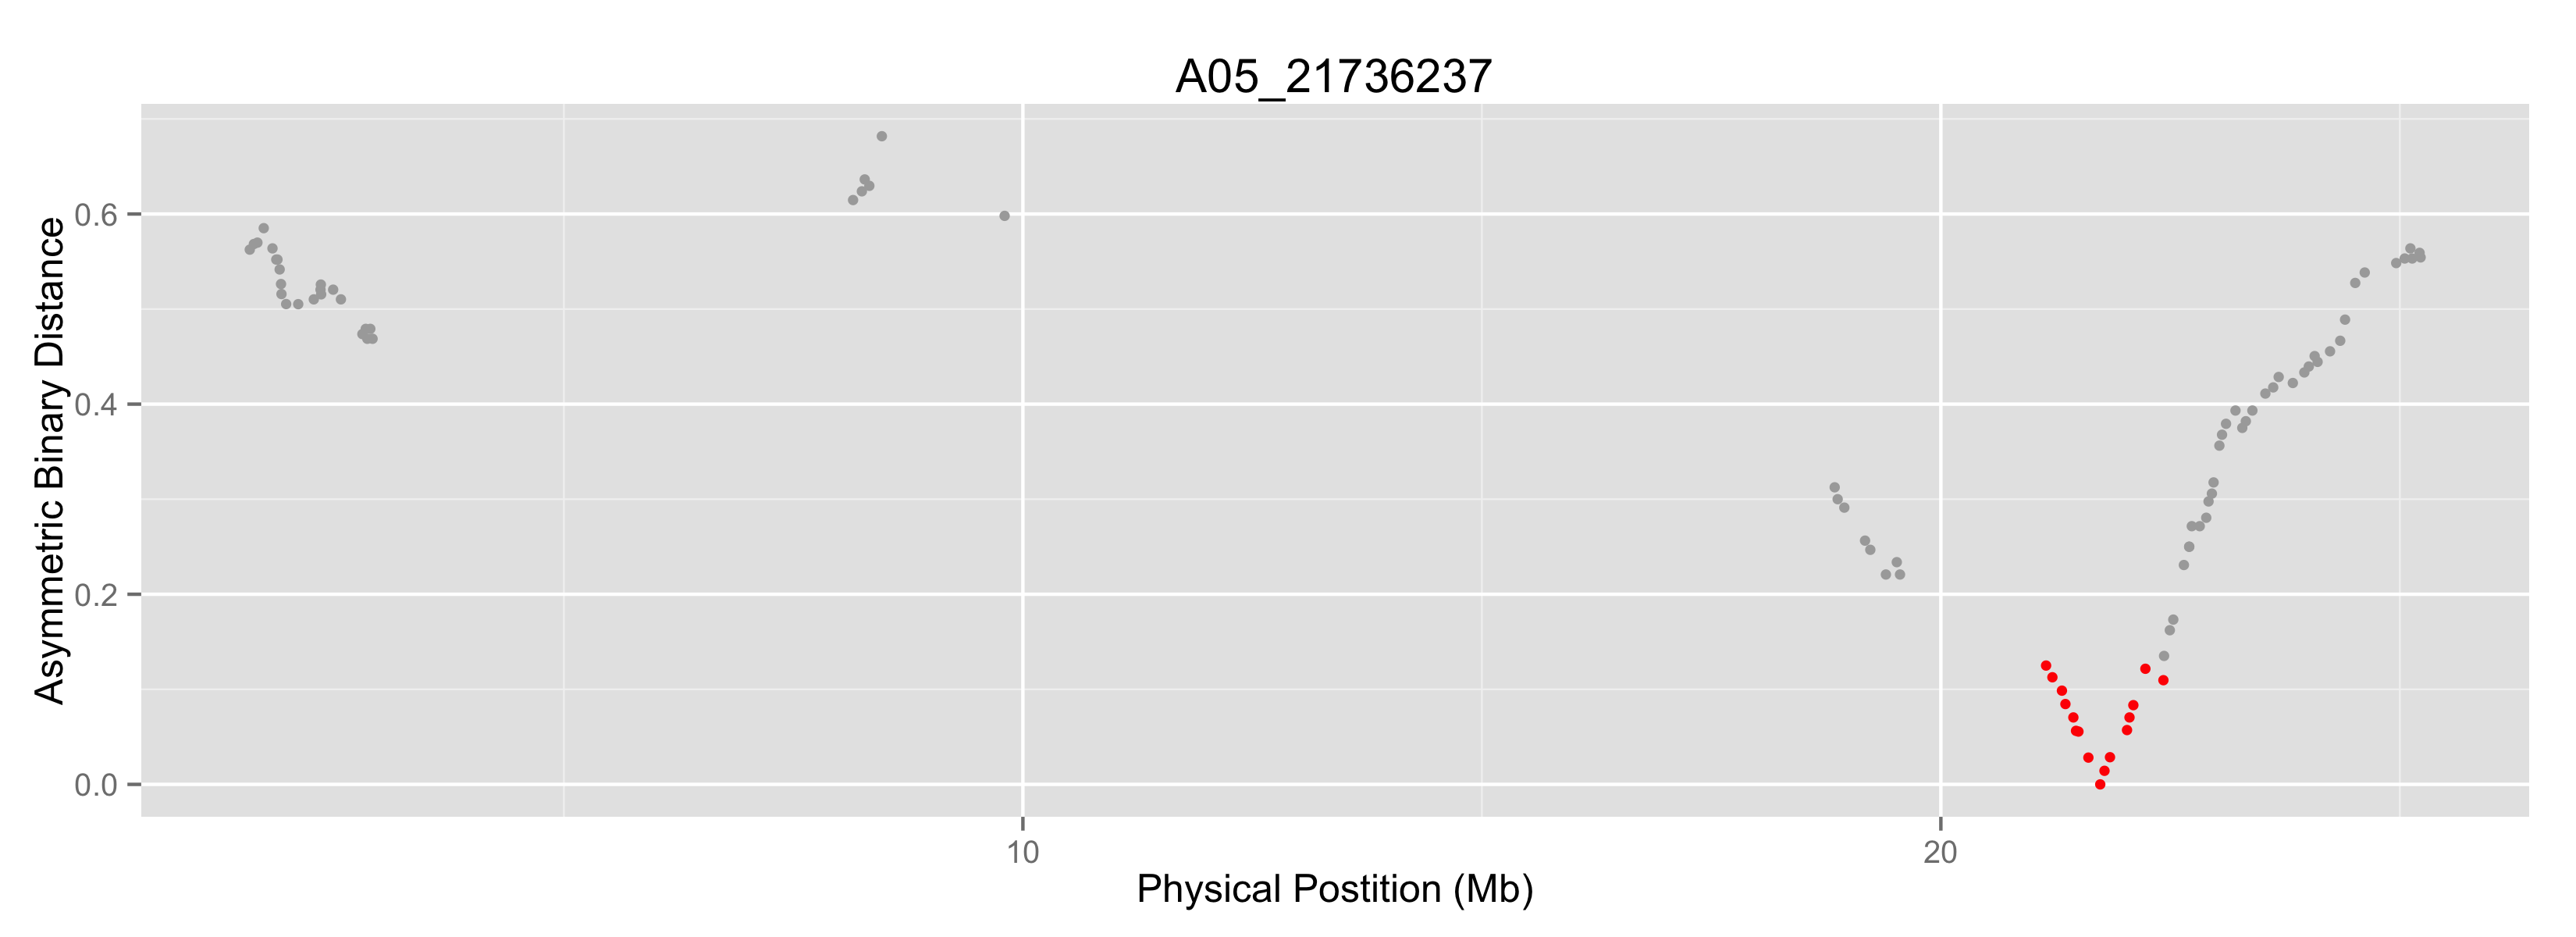 A05_21736237
Asymmetric Binary Distance
0.6
0.4
0.2
0.0
10
20
Physical Postition (Mb)